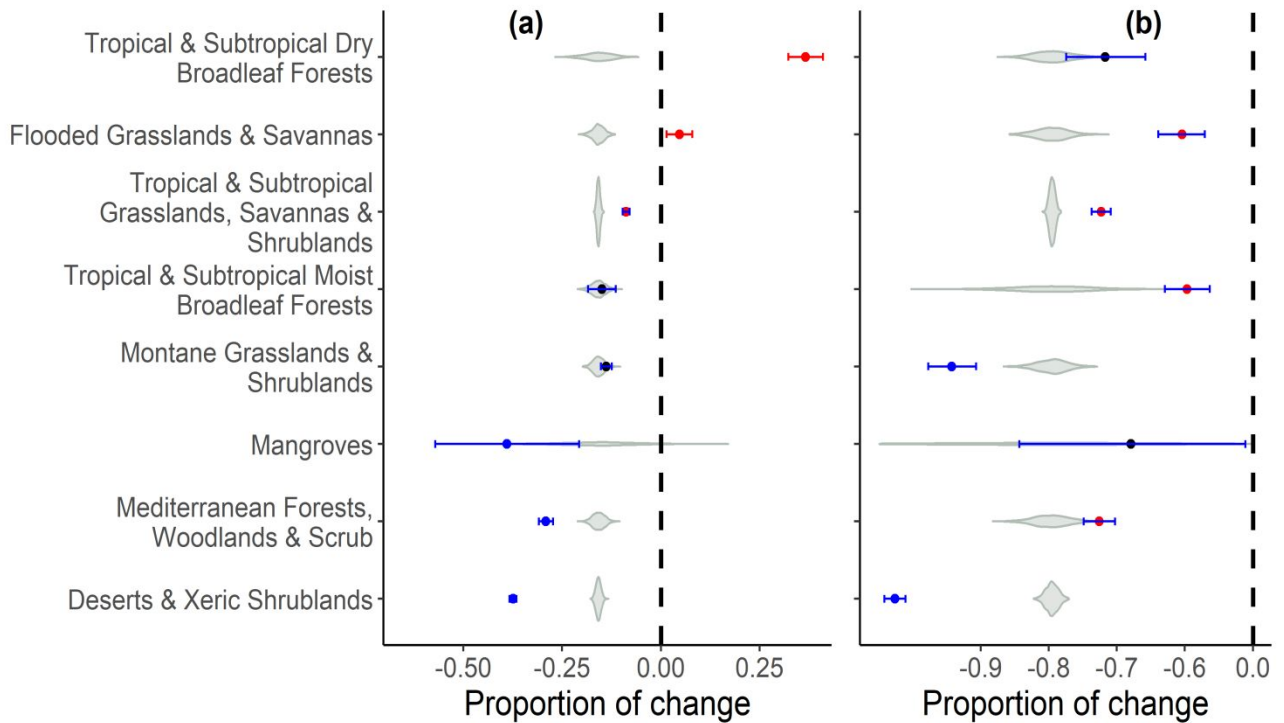 (a)
(b)
Tropical & Subtropical Dry
Broadleaf Forests
Flooded Grasslands & Savannas
Tropical & Subtropical
Grasslands, Savannas &
Shrublands
Tropical & Subtropical Moist
Broadleaf Forests
Montane Grasslands &
Shrublands
Mangroves
Mediterranean Forests,
Woodlands & Scrub
Deserts & Xeric Shrublands
-0.50 -0.25 0.00 0.25
Proportion of change
-0.9 -0.8 -0.7 -0.6 0.0
Proportion of change